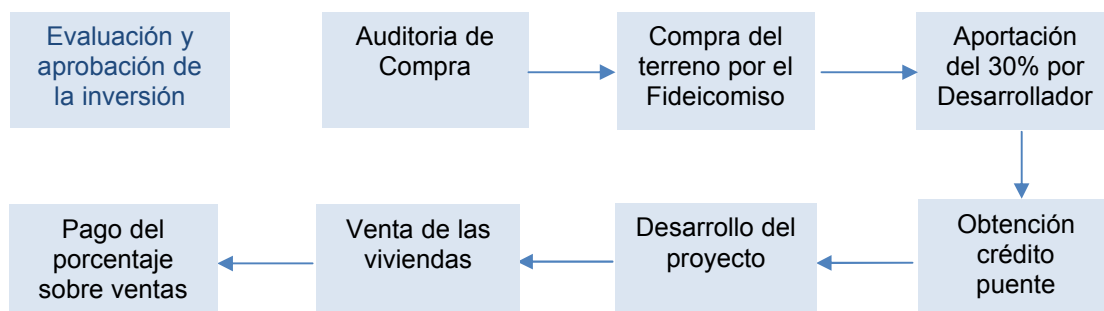 Evaluación y
aprobación de
la inversión
Auditoria de
Compra
Compra del
terreno por el
Fideicomiso
Aportación
del 30% por
Desarrollador
Obtención
crédito
puente
Desarrollo del
proyecto
Venta de las
viviendas
Pago del
porcentaje
sobre ventas